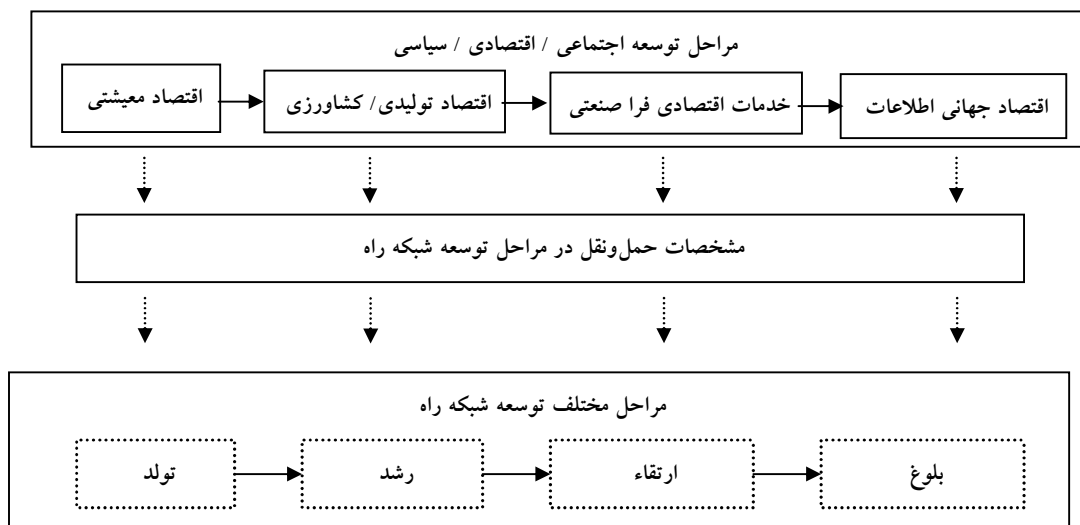 مراحل توسعه اجتماعی / اقتصادی / سیاسی
اقتصاد معیشتی
اقتصاد تولیدی/ کشاورزی
خدمات اقتصادی فرا صنعتی
اقتصاد جهانی اطلاعات
مشخصات حمل‌ونقل در مراحل توسعه شبکه راه
مراحل مختلف توسعه شبکه راه
تولد
رشد
ارتقاء
بلوغ